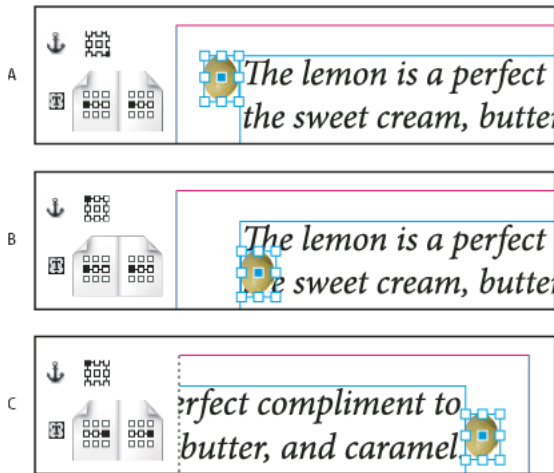 A
The lemon is a perfect
the sweet cream, butter
B
The lemon is a perfect
e sweet cream, butter
C
rfect compliment to
butter, and caramel.